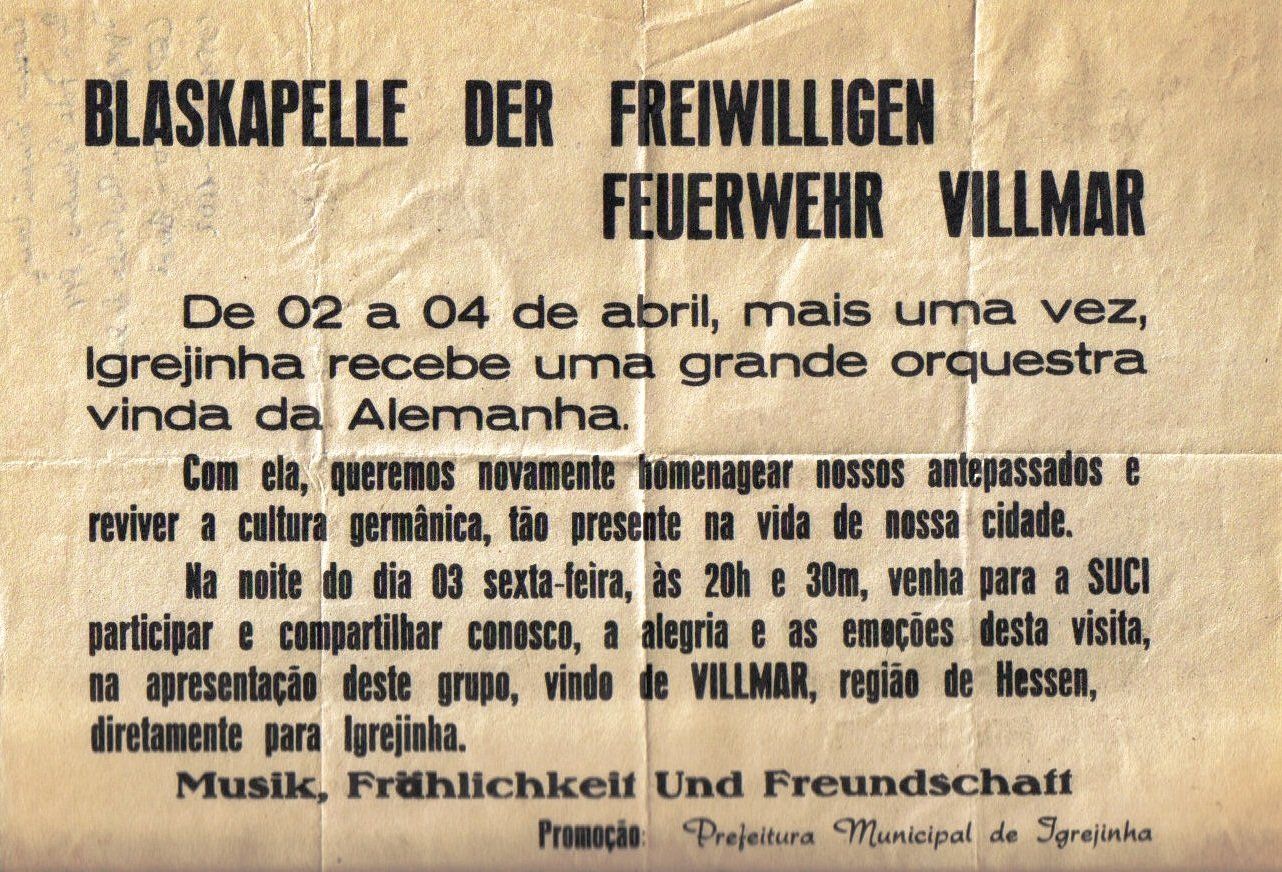 BLASKAPELLE DER FREIWILLIGEN
FEUERWEHR VILLMAR
De 02 a 04 de abril, mais uma vez,
Igrejinha recebe uma grande orquestra
vinda da Alemanha.
Com ela, queremos novamente homenagear nossos antepassados e
reviver a cultura germânica, tão presente na vida de nossa cidade.
Na noite do dia 03 sexta-feira, às 20h e 30m, venha para a SUCI
participar e compartilhar conosco, a alegria e as emoções desta visita,
na apresentação deste grupo, vindo de VILLMAR, região de Hessen,
diretamente para Igrejinha.
Musik, Frählichkeit Und Freundschaft
Promoção: Prefeitura Municipal de Igrejinha